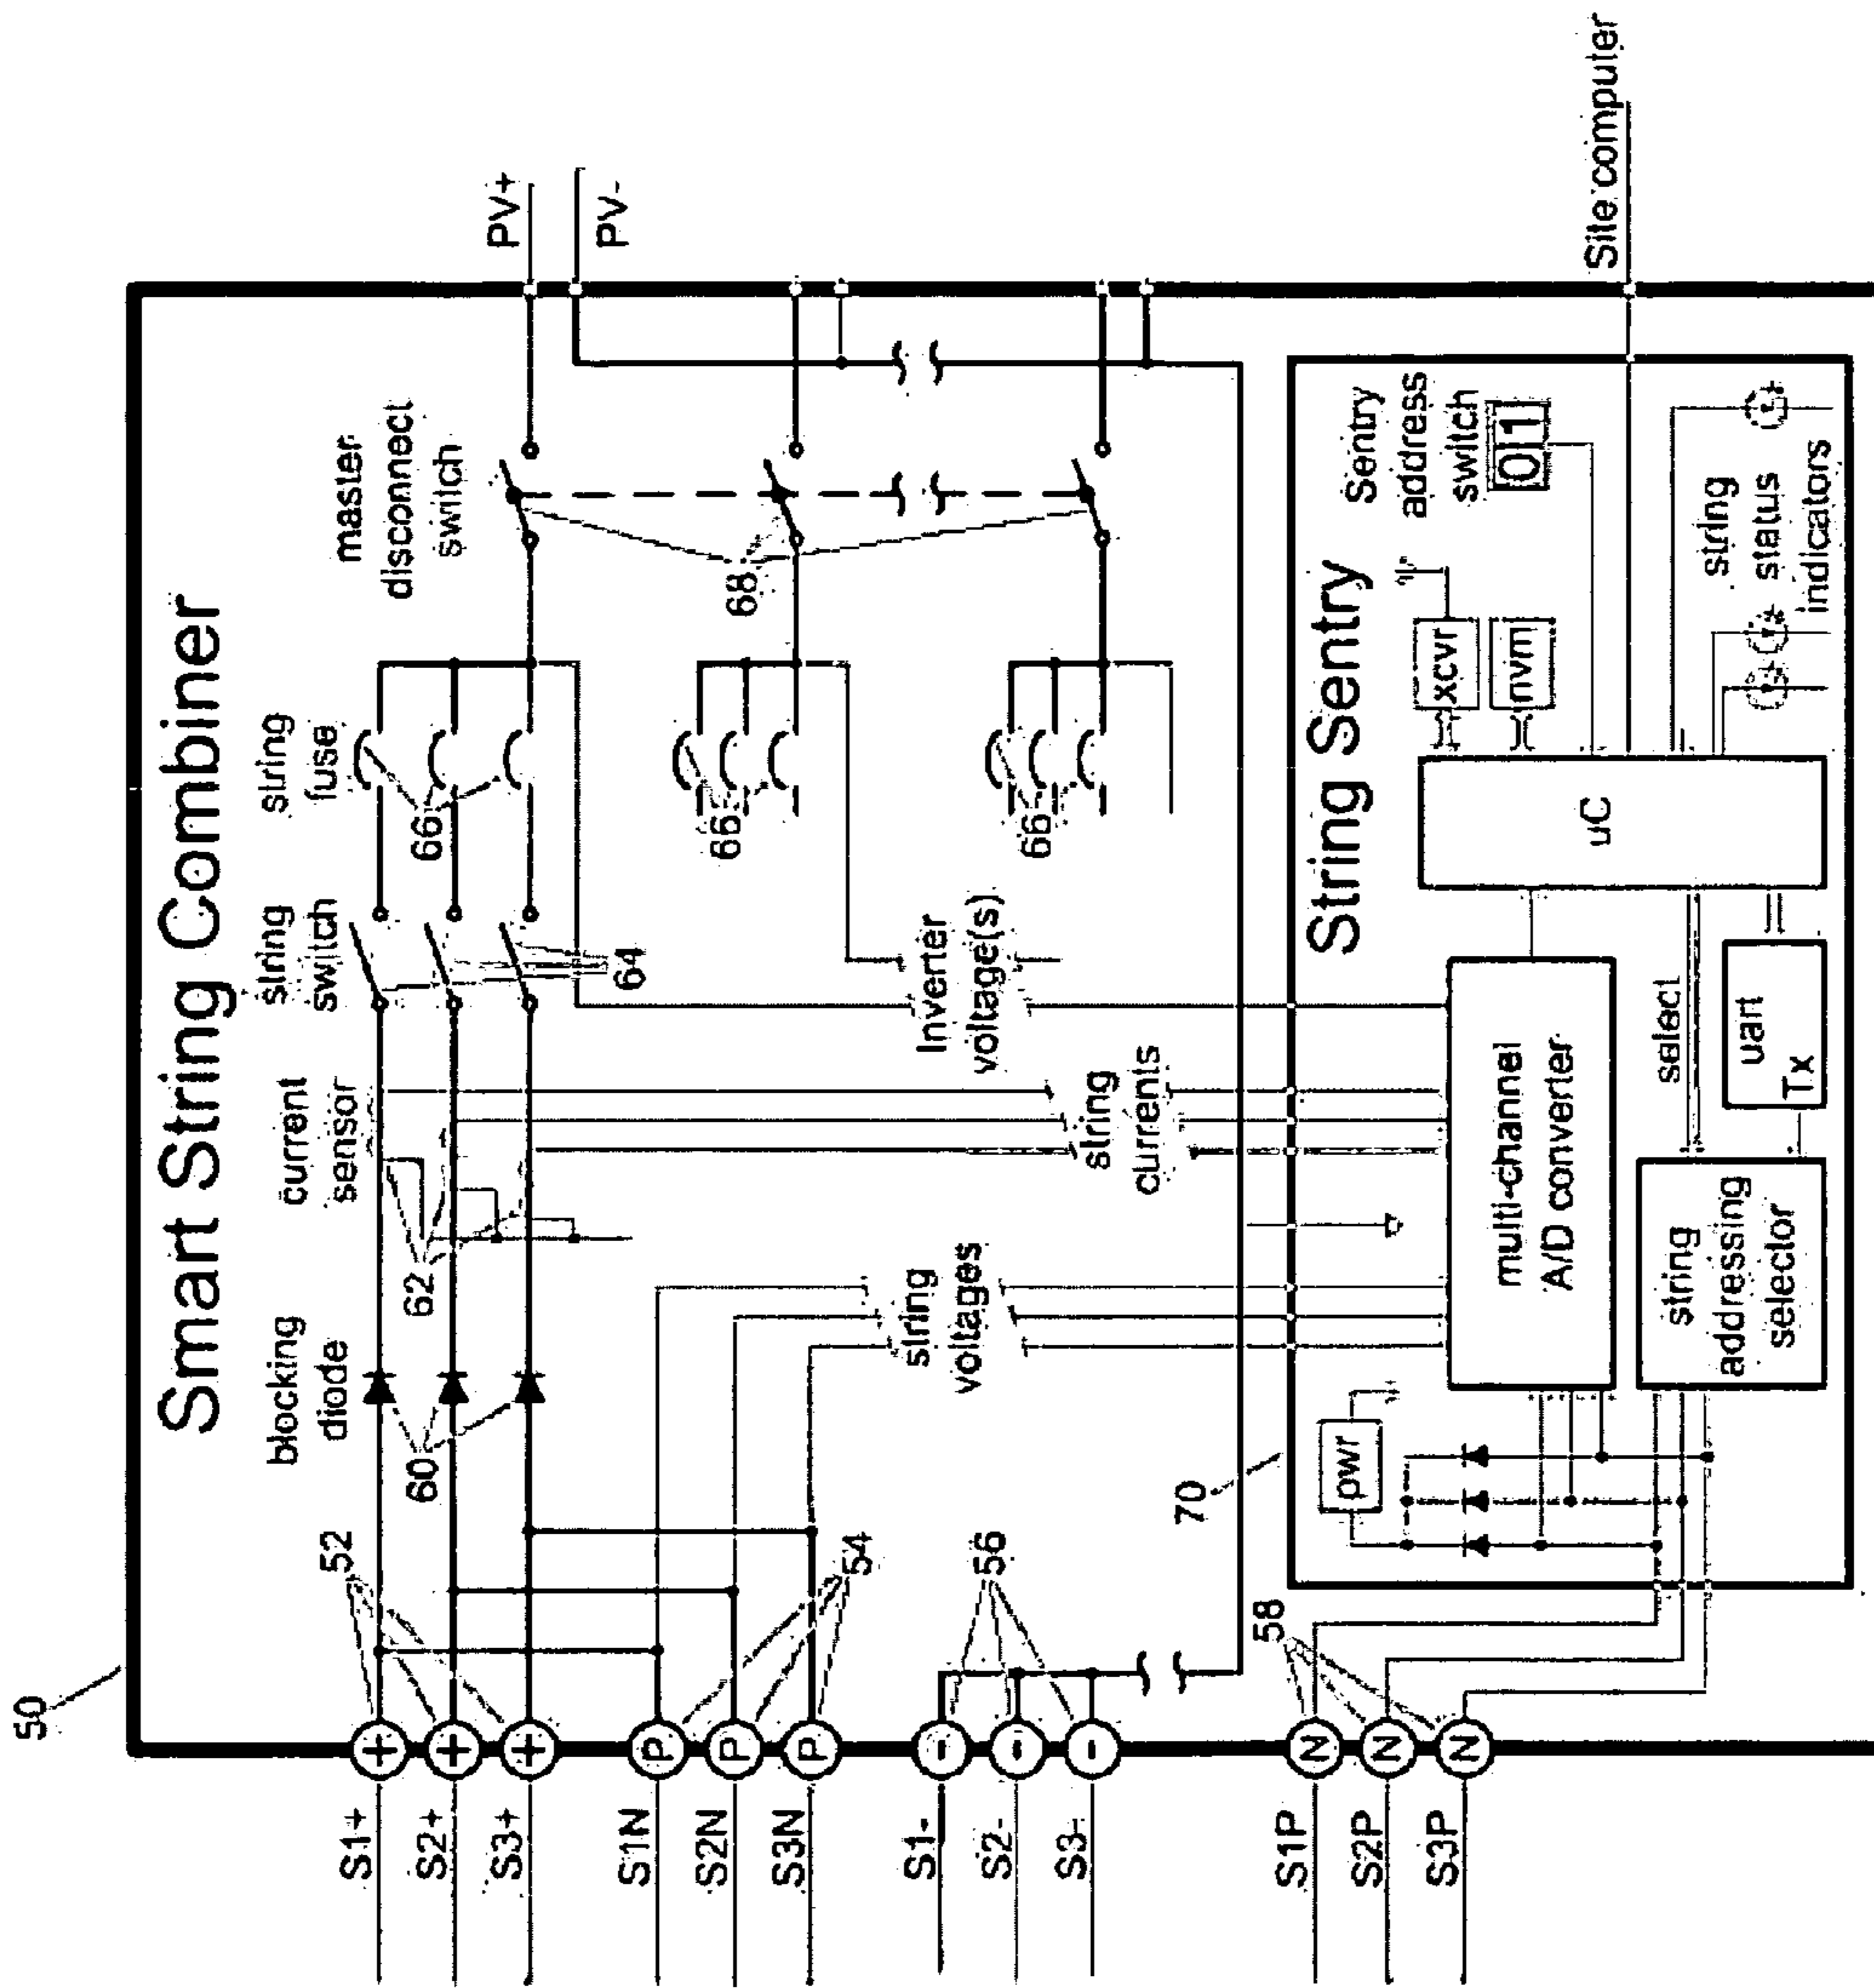 50
Smart String Combiner
blocking
diode
current
sensor
string
switch
string
fuse
master
disconnect
switch
52
60
62
64
66
66
66
68
PV+
PV-
S1+
S2+
S3+
+
+
+
S1N
S2N
S3N
P
P
P
54
S1-
S2-
S3-
-
-
-
56
string
voltages
string
currents
Inverter
voltage(s)
S1P
S2P
S3P
N
N
N
58
70
String Sentry
pwr
multi-channel
A/D converter
string
addressing
selector
select
uart
Tx
uC
xcvr
nvm
Sentry
address
switch
01
string
status
indicators
Site computer